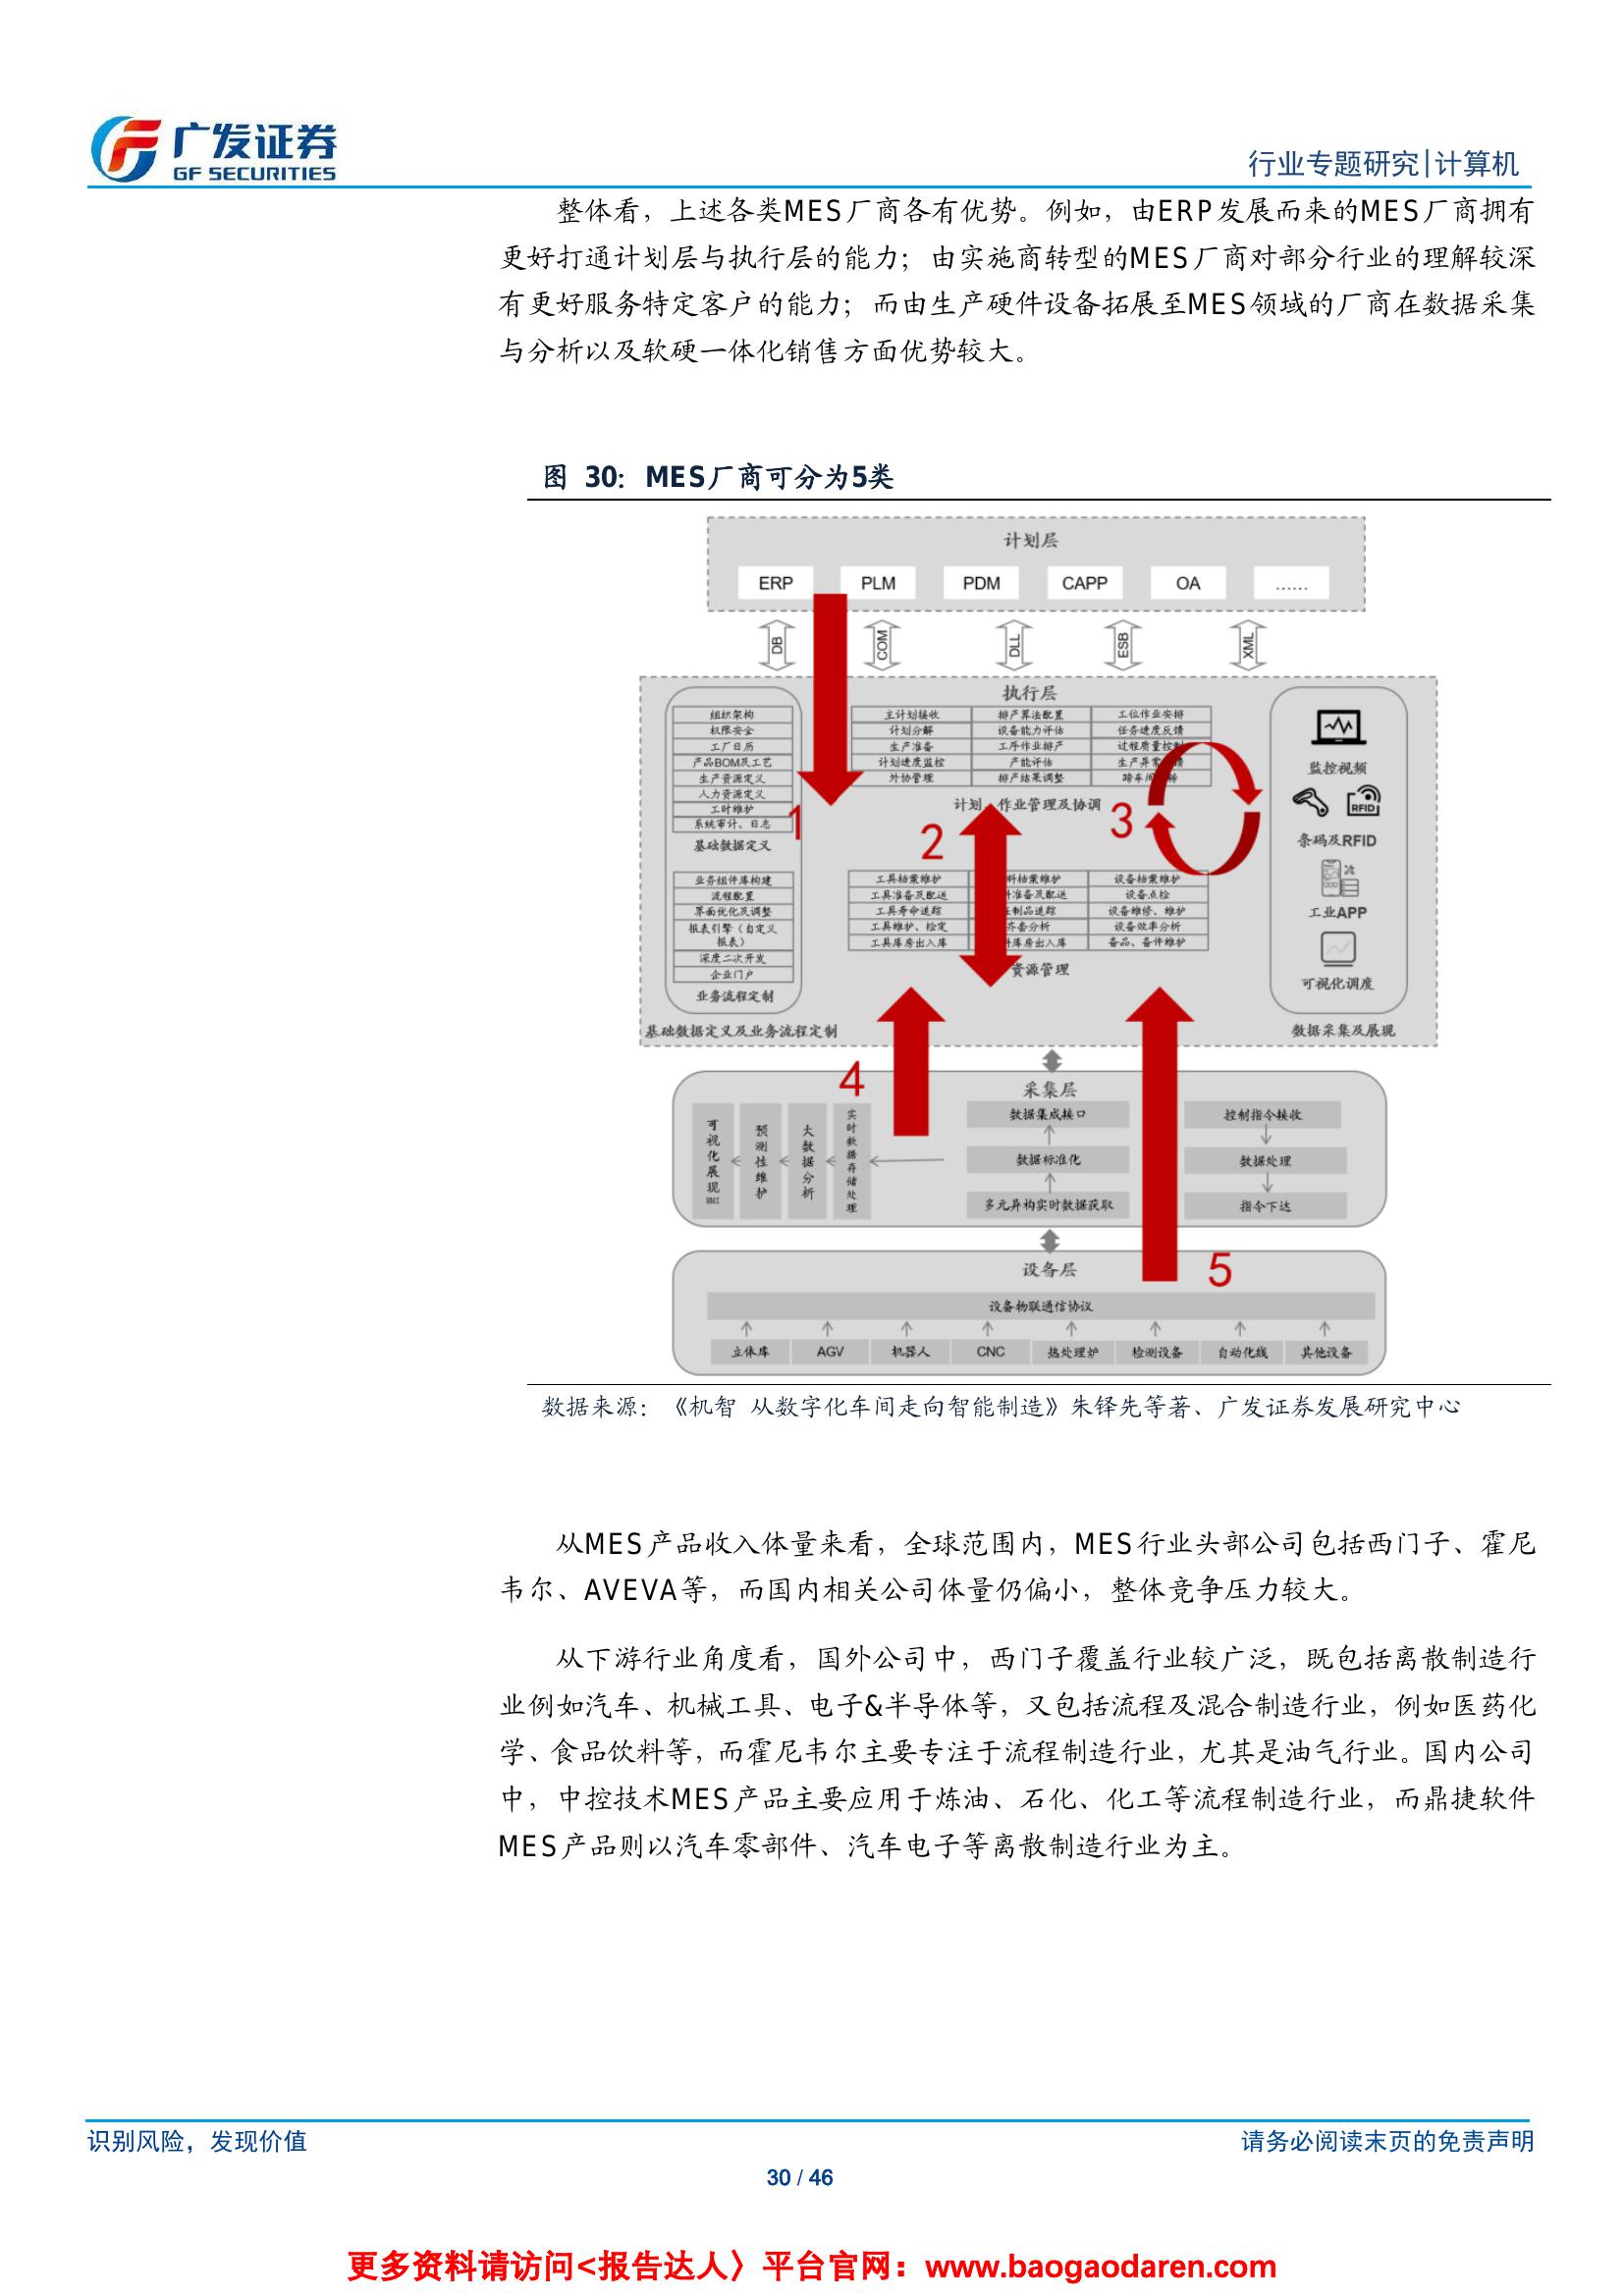 广发证券
GF SECURITIES
行业专题研究|计算机
整体看，上述各类MES厂商各有优势。例如，由ERP发展而来的MES厂商拥有
更好打通计划层与执行层的能力；由实施商转型的MES厂商对部分行业的理解较深
有更好服务特定客户的能力；而由生产硬件设备拓展至MES领域的厂商在数据采集
与分析以及软硬一体化销售方面优势较大。
图 30：MES厂商可分为5类
计划层
ERP PLM PDM CAPP OA ……
DB COM DLL ESB XML
执行层
组织架构
权限安全
工厂日历
产品BOM及工艺
生产资源定义
人力资源定义
工时维护
系统审计、日志
基础数据定义
业务组件库构建
流程配置
界面优化及调整
报表引擎（自定义
报表）
深度二次开发
企业门户
业务流程定制
基础数据定义及业务流程定制
主计划接收 排产算法配置 工位作业安排
计划分解 设备能力评估 任务进度反馈
生产准备 工序作业排产 过程质量控制
计划进度监控 产能评估 生产异常 馈
外协管理 排产结果调整 跨车间 转
计划 作业管理及协调
1
2
3
工具档案维护 料档案维护 设备档案维护
工具准备及配送 准备及配送 设备点检
工具寿命追踪 制品追踪 设备维修、维护
工具维护、检定 齐套分析 设备效率分析
工具库房出入库 库房出入库 备品、备件维护
资源管理
监控视频
RFID
条码及RFID
工业APP
可视化调度
数据采集及展现
4
采集层
可视化展现
预测性维护
大数据分析
实时数据存储处理
数据集成接口
数据标准化
多元异构实时数据获取
控制指令接收
数据处理
指令下达
5
设备层
设备物联通信协议
立体库 AGV 机器人 CNC 热处理炉 检测设备 自动化线 其他设备
数据来源：《机智 从数字化车间走向智能制造》朱铎先等著、广发证券发展研究中心
从MES产品收入体量来看，全球范围内，MES行业头部公司包括西门子、霍尼
韦尔、AVEVA等，而国内相关公司体量仍偏小，整体竞争压力较大。
从下游行业角度看，国外公司中，西门子覆盖行业较广泛，既包括离散制造行
业例如汽车、机械工具、电子&半导体等，又包括流程及混合制造行业，例如医药化
学、食品饮料等，而霍尼韦尔主要专注于流程制造行业，尤其是油气行业。国内公司
中，中控技术MES产品主要应用于炼油、石化、化工等流程制造行业，而鼎捷软件
MES产品则以汽车零部件、汽车电子等离散制造行业为主。
识别风险，发现价值
请务必阅读末页的免责声明
30 / 46
更多资料请访问<报告达人〉平台官网：www.baogaodaren.com